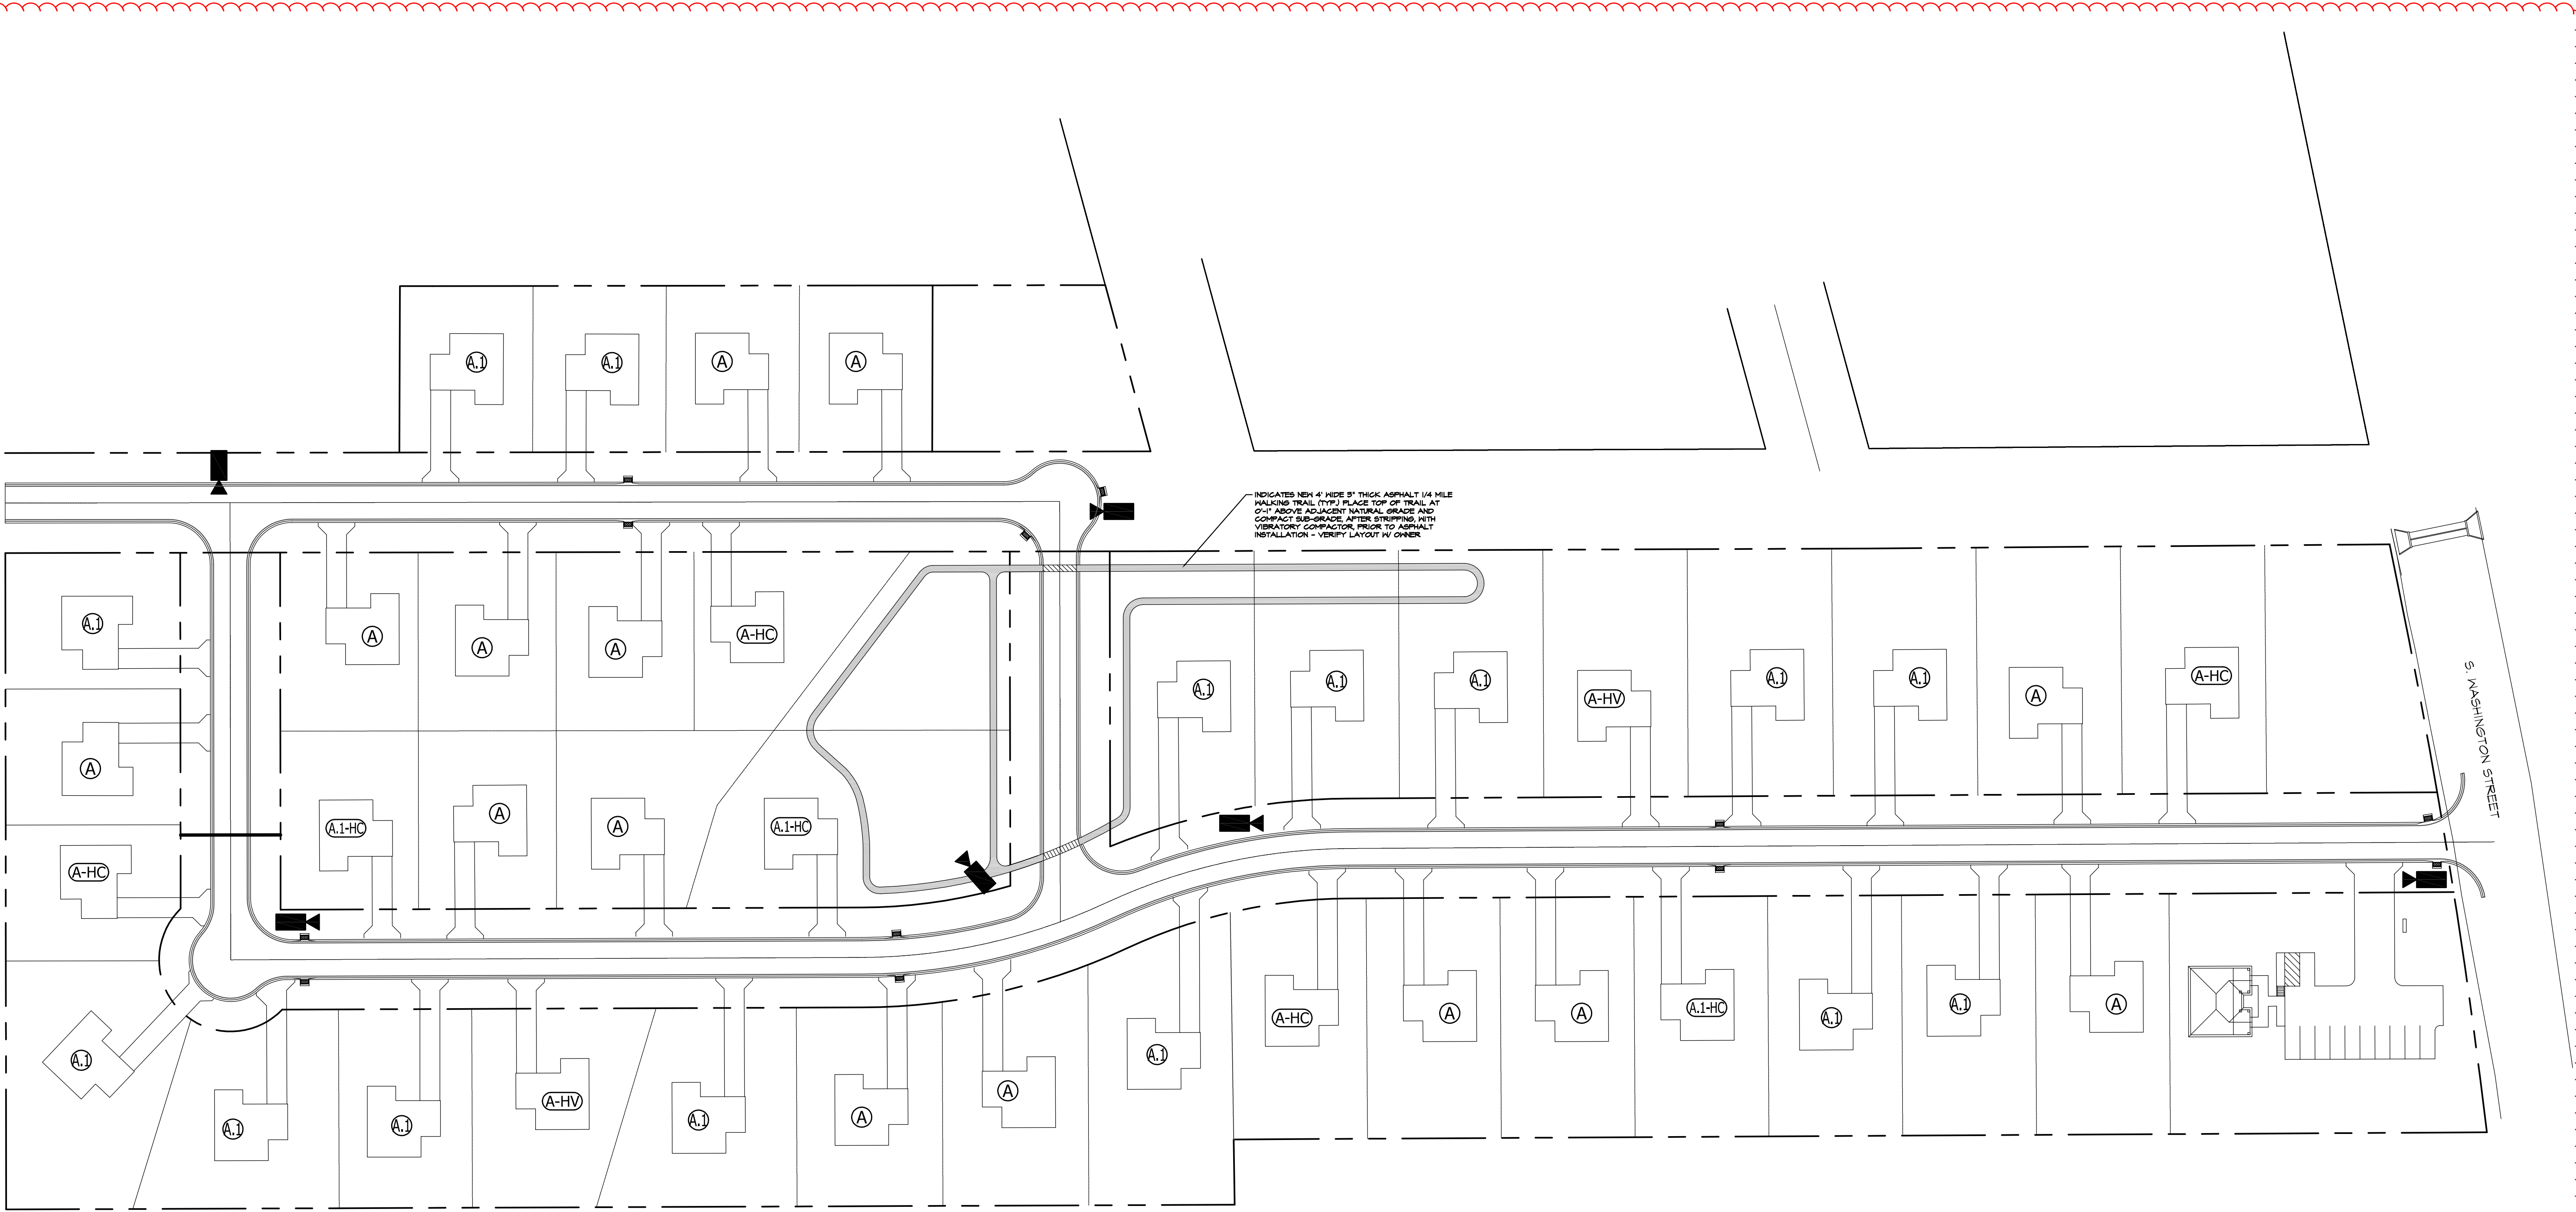 A.1
A.1
A
A
INDICATES NEW 4' WIDE 3" THICK ASPHALT 1/4 MILE
WALKING TRAIL (TYP.) PLACE TOP OF TRAIL AT
0'-1" ABOVE ADJACENT NATURAL GRADE AND
COMPACT SUB-GRADE, AFTER STRIPPING, WITH
VIBRATORY COMPACTOR, PRIOR TO ASPHALT
INSTALLATION - VERIFY LAYOUT W/ OWNER
A.1
A
A
A
A-HC
A.1
A.1
A.1
A-HV
A.1
A.1
A
A-HC
S. WASHINGTON STREET
A
A.1-HC
A
A
A.1-HC
A-HC
A-HC
A
A
A.1-HC
A.1
A.1
A
A.1
A.1
A.1
A-HV
A.1
A
A
A.1